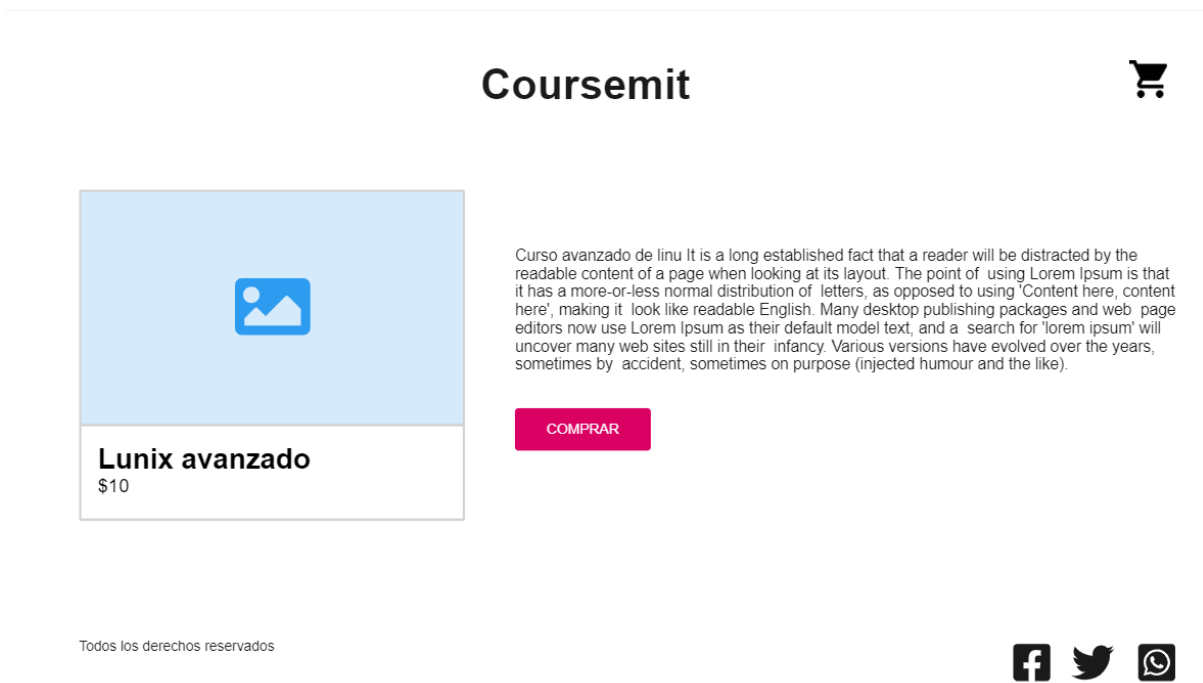 Coursemit
Curso avanzado de linu It is a long established fact that a reader will be distracted by the
readable content of a page when looking at its layout. The point of  using Lorem Ipsum is that
it has a more-or-less normal distribution of  letters, as opposed to using 'Content here, content
here', making it  look like readable English. Many desktop publishing packages and web  page
editors now use Lorem Ipsum as their default model text, and a  search for 'lorem ipsum' will
uncover many web sites still in their  infancy. Various versions have evolved over the years,
sometimes by  accident, sometimes on purpose (injected humour and the like).
COMPRAR
Lunix avanzado
$10
Todos los derechos reservados